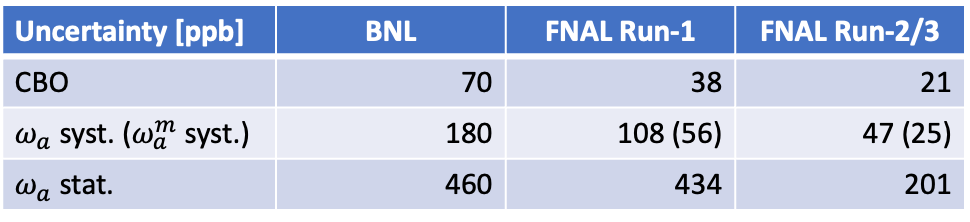 Uncertainty [ppb] BNL FNAL Run-1 FNAL Run-2/3
CBO 70 38 21
ωₐ syst. (ωₐᵐ syst.) 180 108 (56) 47 (25)
ωₐ stat. 460 434 201